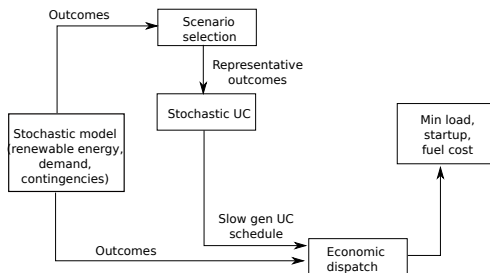 Outcomes
Scenario
selection
Representative
outcomes
Stochastic UC
Stochastic model
(renewable energy,
demand,
contingencies)
Min load,
startup,
fuel cost
Slow gen UC
schedule
Outcomes
Economic
dispatch